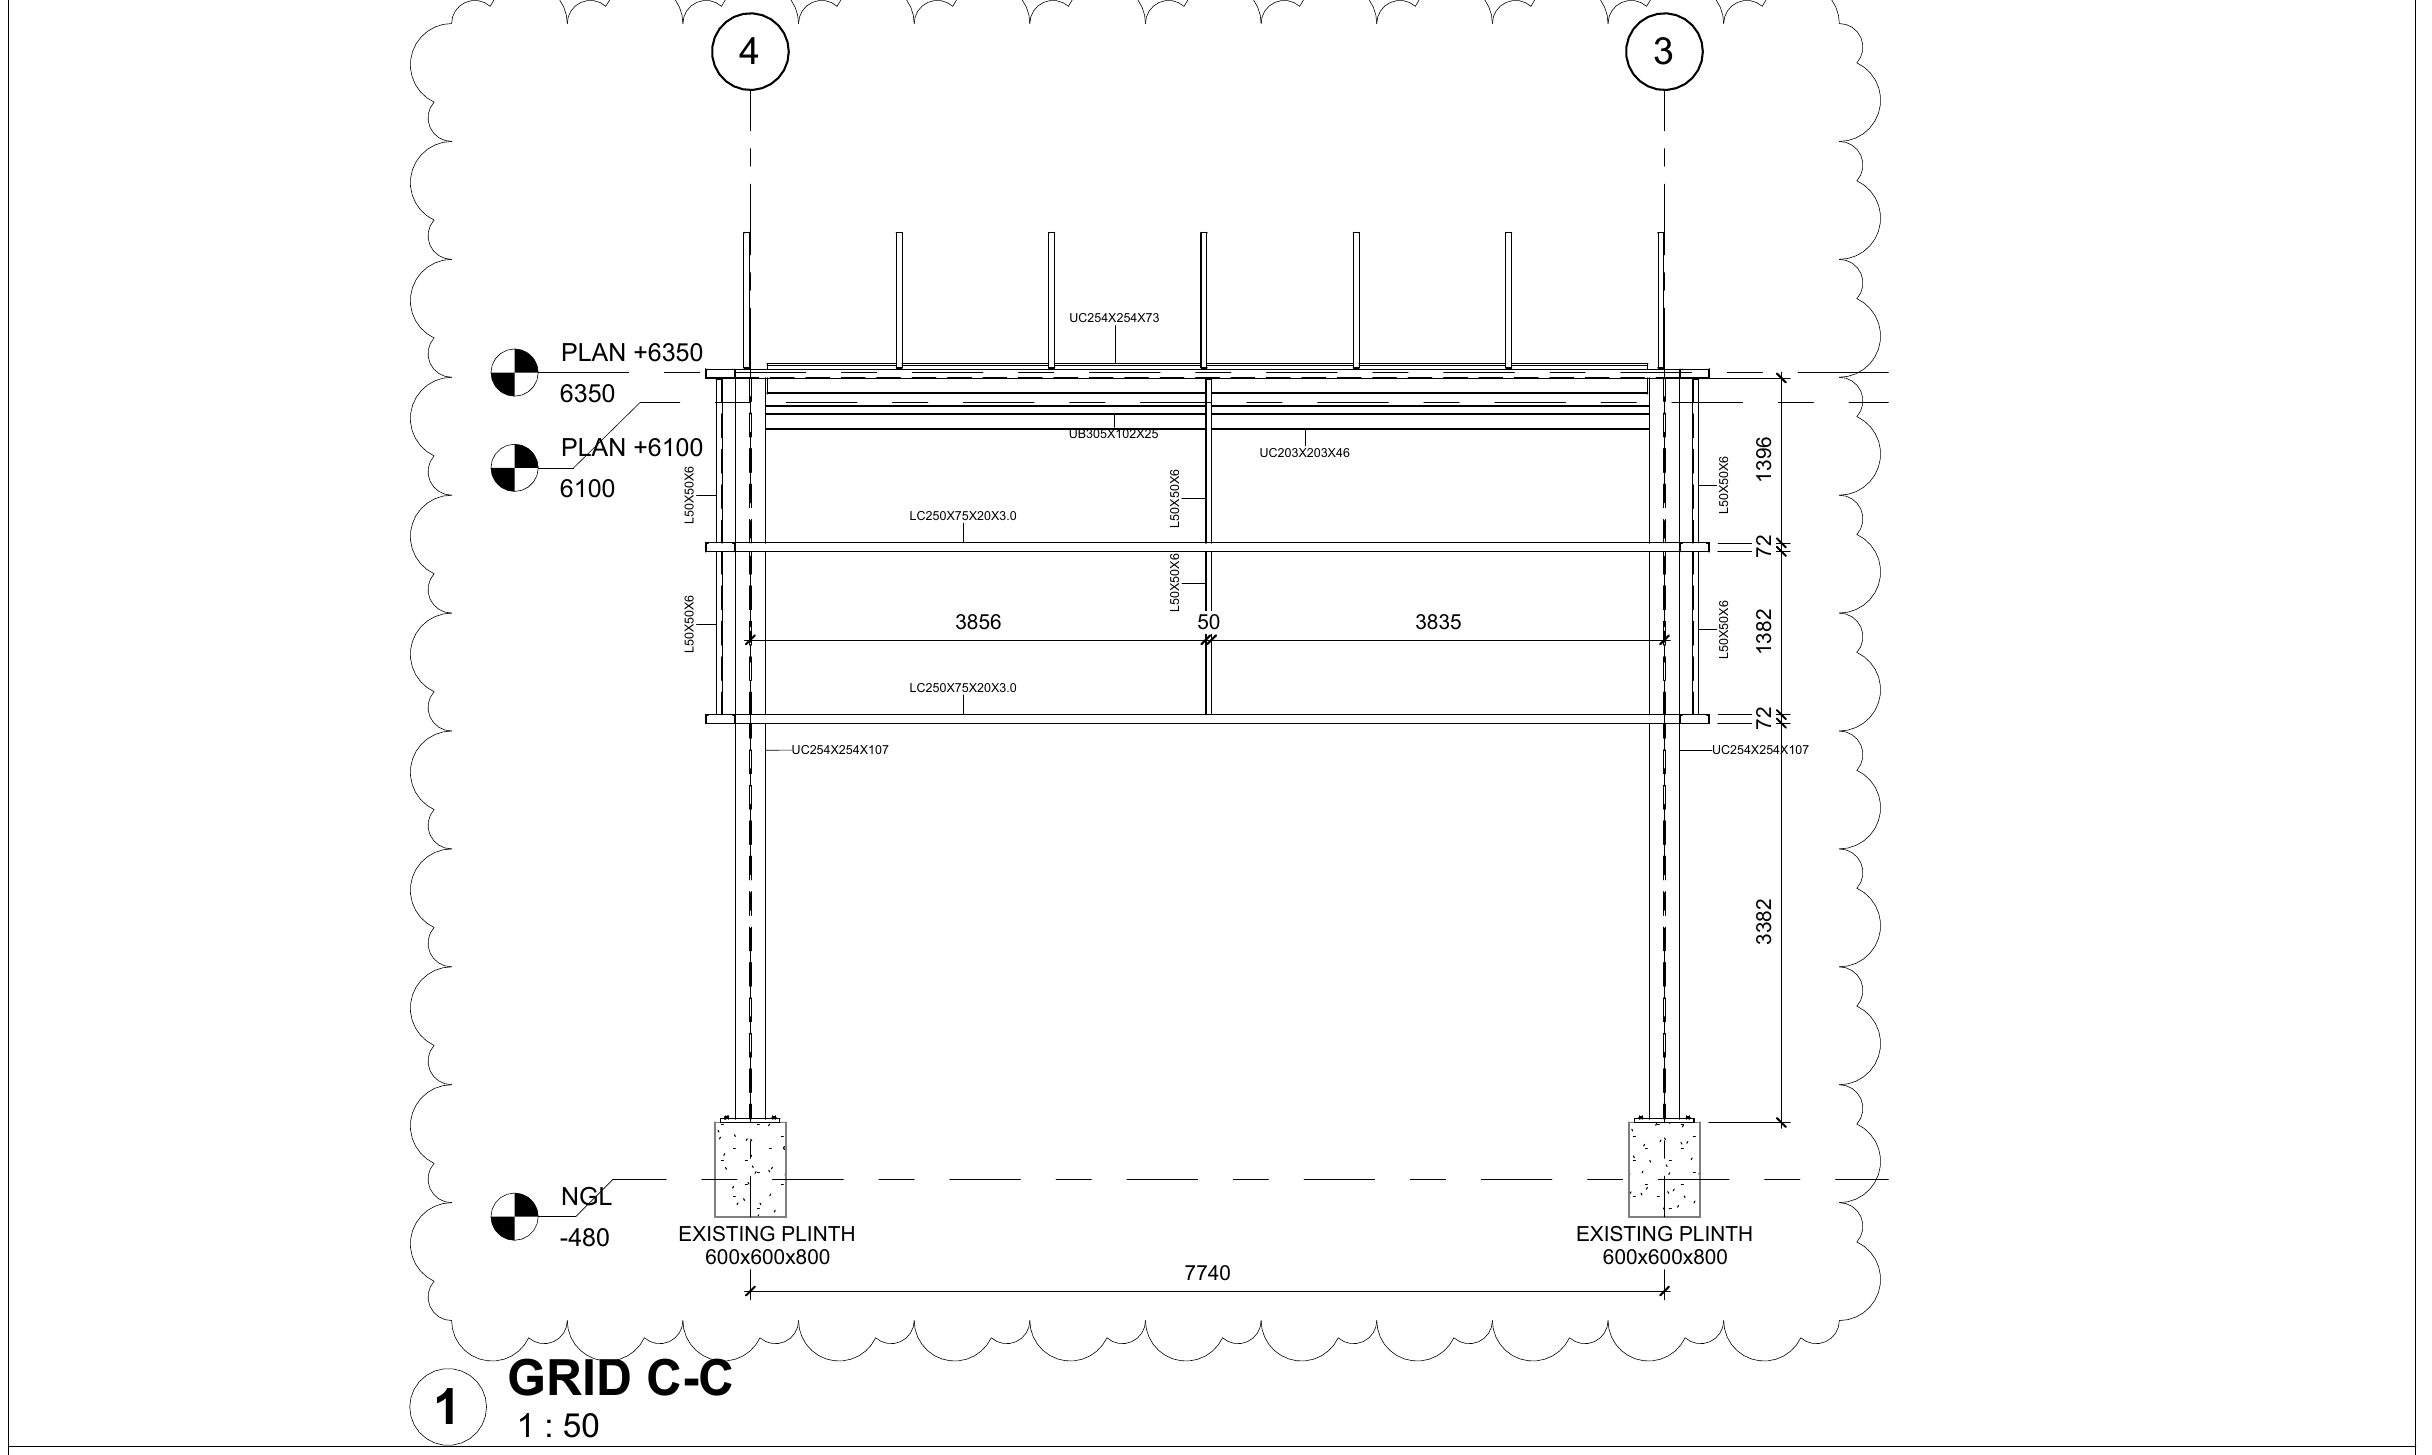 4
3
UC254X254X73
PLAN +6350
6350
PLAN +6100
6100
UB305X102X25
UC203X203X46
1396
L50X50X6
L50X50X6
L50X50X6
LC250X75X20X3.0
72
L50X50X6
L50X50X6
L50X50X6
3856
50
3835
1382
LC250X75X20X3.0
72
UC254X254X107
UC254X254X107
3382
NGL
-480
EXISTING PLINTH
600x600x800
EXISTING PLINTH
600x600x800
7740
1
GRID C-C
1 : 50